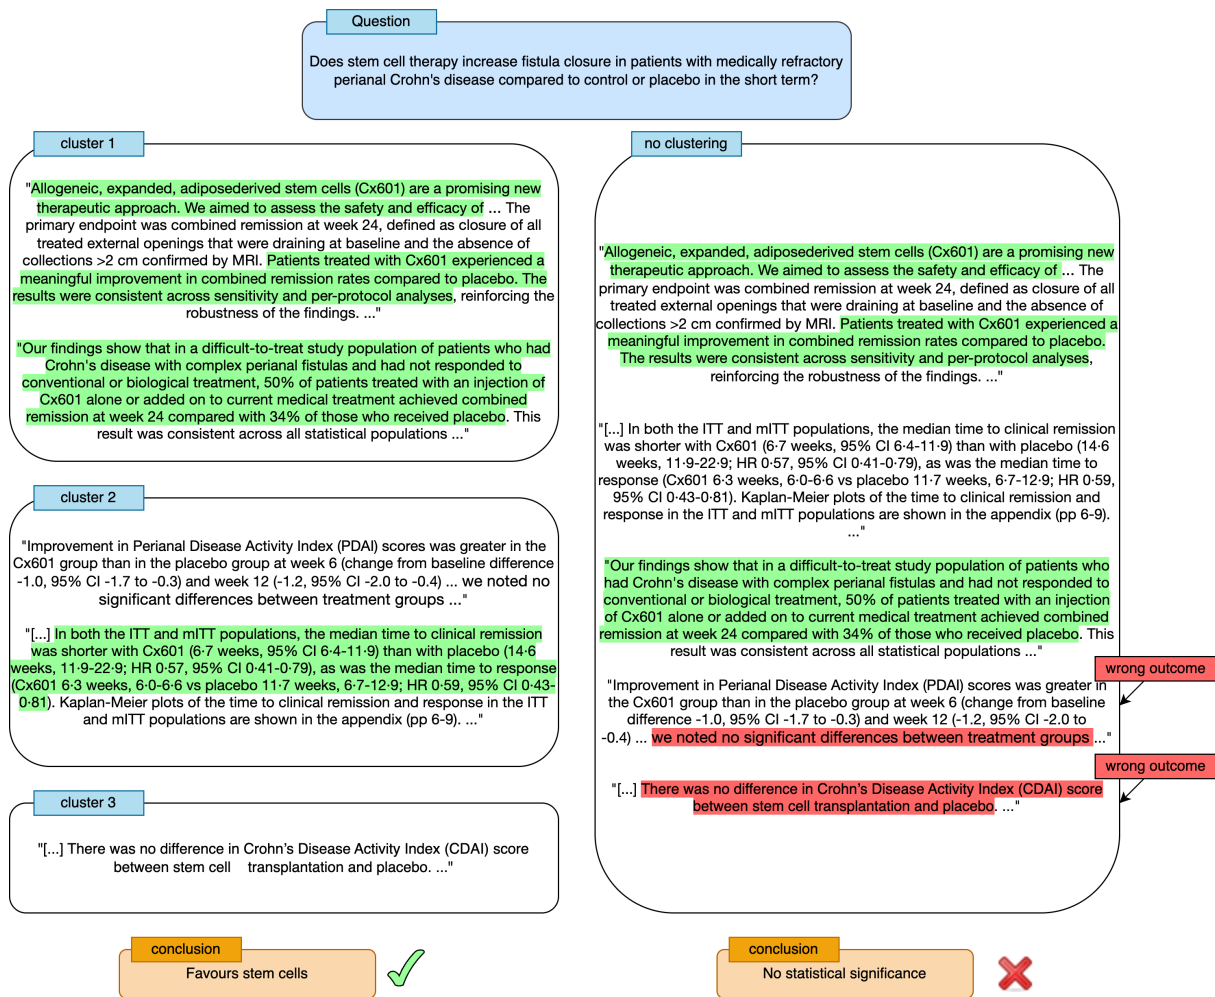 Question
Does stem cell therapy increase fistula closure in patients with medically refractory
perianal Crohn's disease compared to control or placebo in the short term?
cluster 1
"Allogeneic, expanded, adiposederived stem cells (Cx601) are a promising new
therapeutic approach. We aimed to assess the safety and efficacy of ... The
primary endpoint was combined remission at week 24, defined as closure of all
treated external openings that were draining at baseline and the absence of
collections >2 cm confirmed by MRI. Patients treated with Cx601 experienced a
meaningful improvement in combined remission rates compared to placebo. The
results were consistent across sensitivity and per-protocol analyses, reinforcing the
robustness of the findings. ..."
"Our findings show that in a difficult-to-treat study population of patients who had
Crohn's disease with complex perianal fistulas and had not responded to
conventional or biological treatment, 50% of patients treated with an injection of
Cx601 alone or added on to current medical treatment achieved combined
remission at week 24 compared with 34% of those who received placebo. This
result was consistent across all statistical populations ..."
cluster 2
"Improvement in Perianal Disease Activity Index (PDAI) scores was greater in the
Cx601 group than in the placebo group at week 6 (change from baseline difference
-1.0, 95% CI -1.7 to -0.3) and week 12 (-1.2, 95% CI -2.0 to -0.4) ... we noted no
significant differences between treatment groups ..."
"[...] In both the ITT and mITT populations, the median time to clinical remission
was shorter with Cx601 (6·7 weeks, 95% CI 6·4-11·9) than with placebo (14·6
weeks, 11·9-22·9; HR 0·57, 95% CI 0·41-0·79), as was the median time to response
(Cx601 6·3 weeks, 6·0-6·6 vs placebo 11·7 weeks, 6·7-12·9; HR 0·59, 95% CI 0·43-
0·81). Kaplan-Meier plots of the time to clinical remission and response in the ITT
and mITT populations are shown in the appendix (pp 6-9). ..."
cluster 3
"[...] There was no difference in Crohn's Disease Activity Index (CDAI) score
between stem cell transplantation and placebo. ..."
conclusion
Favours stem cells
no clustering
"Allogeneic, expanded, adiposederived stem cells (Cx601) are a promising new
therapeutic approach. We aimed to assess the safety and efficacy of ... The
primary endpoint was combined remission at week 24, defined as closure of all
treated external openings that were draining at baseline and the absence of
collections >2 cm confirmed by MRI. Patients treated with Cx601 experienced a
meaningful improvement in combined remission rates compared to placebo.
The results were consistent across sensitivity and per-protocol analyses,
reinforcing the robustness of the findings. ..."
"[...] In both the ITT and mITT populations, the median time to clinical remission
was shorter with Cx601 (6·7 weeks, 95% CI 6·4-11·9) than with placebo (14·6
weeks, 11·9-22·9; HR 0·57, 95% CI 0·41-0·79), as was the median time to
response (Cx601 6·3 weeks, 6·0-6·6 vs placebo 11·7 weeks, 6·7-12·9; HR 0·59,
95% CI 0·43-0·81). Kaplan-Meier plots of the time to clinical remission and
response in the ITT and mITT populations are shown in the appendix (pp 6-9).
..."
"Our findings show that in a difficult-to-treat study population of patients who
had Crohn's disease with complex perianal fistulas and had not responded to
conventional or biological treatment, 50% of patients treated with an injection
of Cx601 alone or added on to current medical treatment achieved combined
remission at week 24 compared with 34% of those who received placebo. This
result was consistent across all statistical populations ..."
wrong outcome
"Improvement in Perianal Disease Activity Index (PDAI) scores was greater in
the Cx601 group than in the placebo group at week 6 (change from baseline
difference -1.0, 95% CI -1.7 to -0.3) and week 12 (-1.2, 95% CI -2.0 to
-0.4) ... we noted no significant differences between treatment groups ..."
wrong outcome
"[...] There was no difference in Crohn's Disease Activity Index (CDAI) score
between stem cell transplantation and placebo. ..."
conclusion
No statistical significance